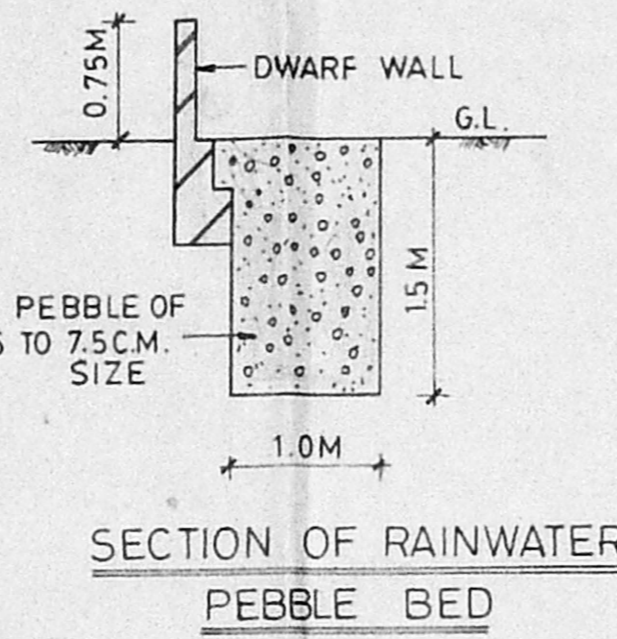 0.75M
DWARF WALL
G.L.
1.5 M
PEBBLE OF
TO 7.5C.M.
SIZE
1.0M
SECTION OF RAINWATER
PEBBLE BED